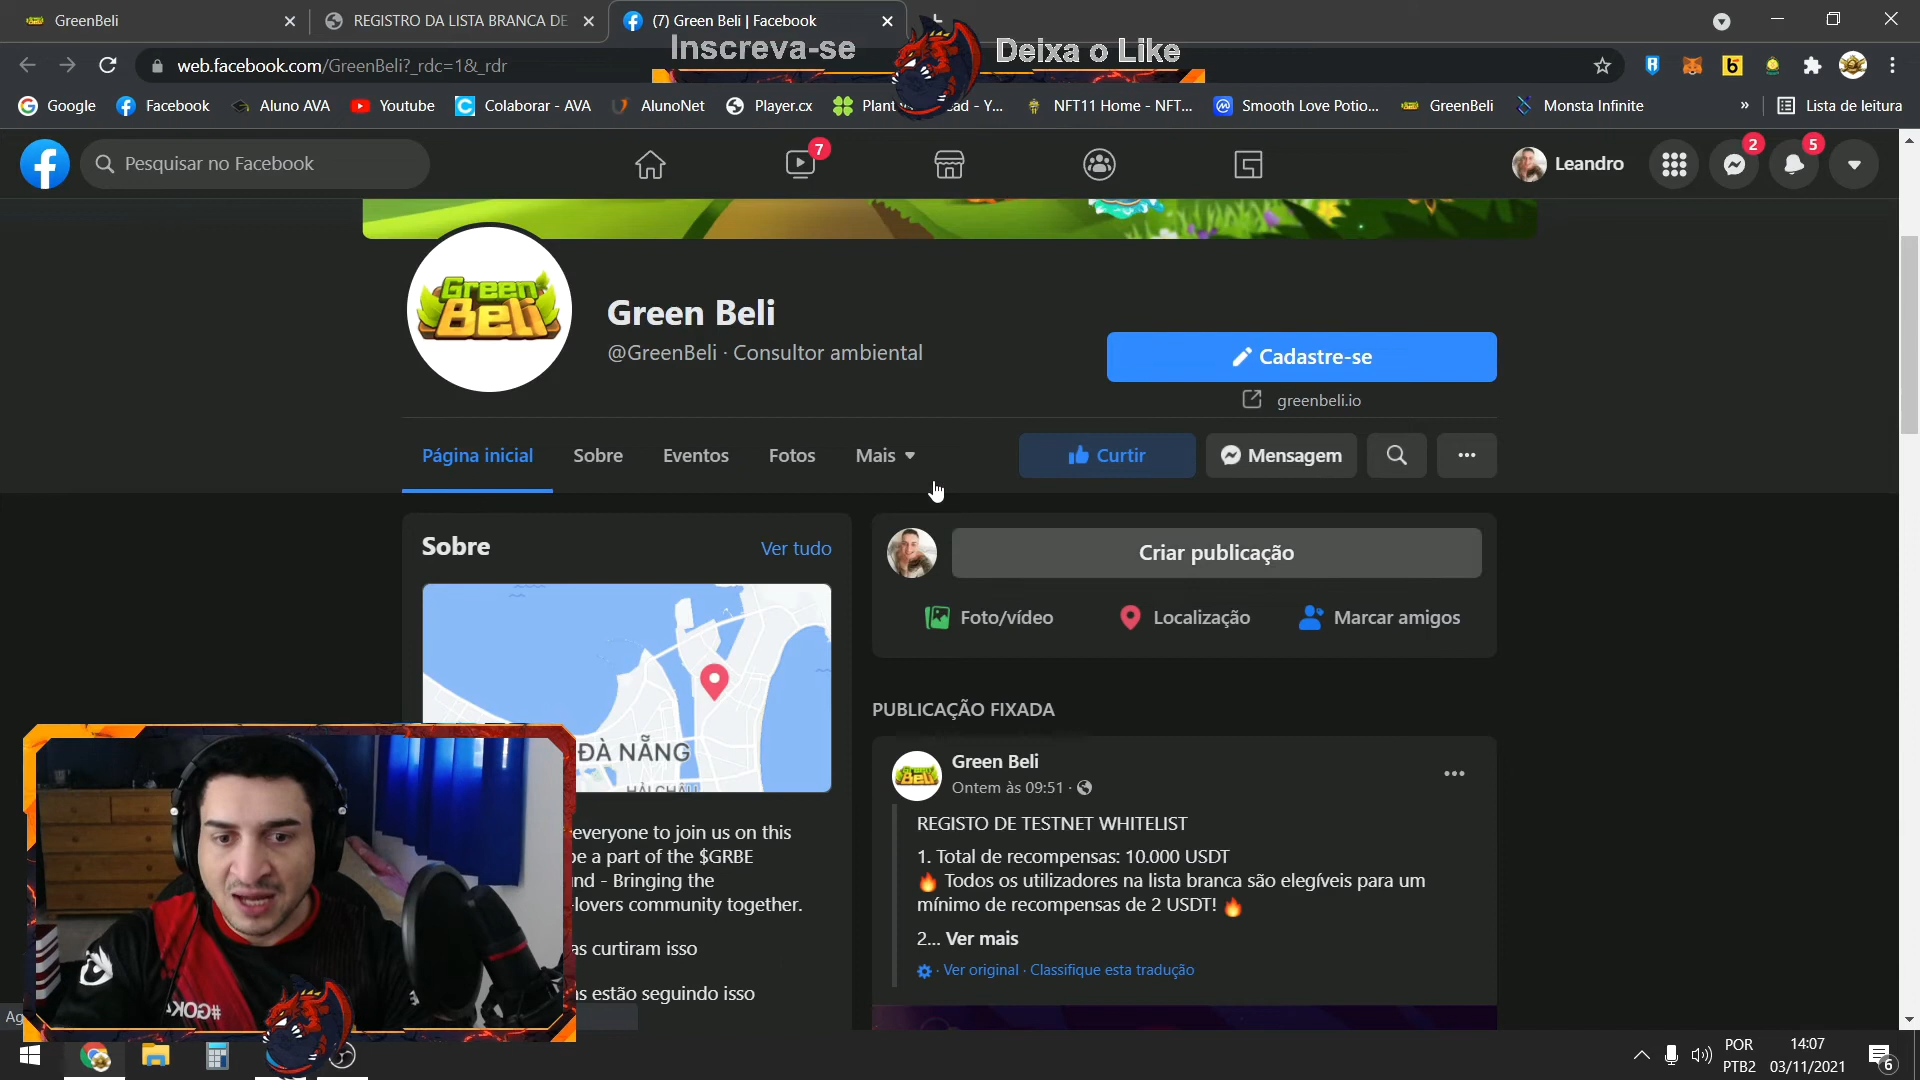 GreenBeli
REGISTRO DA LISTA BRANCA DE
(7) Green Beli | Facebook
Inscreva-se
Deixa o Like
web.facebook.com/GreenBeli?_rdc=1&_rdr
Google
Facebook
Aluno AVA
Youtube
Colaborar - AVA
AlunoNet
Player.cx
Plant
ad - Y...
NFT11 Home - NFT...
Smooth Love Potio...
GreenBeli
Monsta Infinite
»
Lista de leitura
Pesquisar no Facebook
7
Leandro
2
5
Green
Beli
Green Beli
@GreenBeli · Consultor ambiental
Cadastre-se
greenbeli.io
Página inicial
Sobre
Eventos
Fotos
Mais
Curtir
Mensagem
Sobre
Ver tudo
Criar publicação
Foto/vídeo
Localização
Marcar amigos
ĐÀ NẴNG
HẢI CHÂU
everyone to join us on this
be a part of the $GRBE
nd - Bringing the
-lovers community together.
as curtiram isso
as estão seguindo isso
PUBLICAÇÃO FIXADA
Green Beli
Ontem às 09:51 ·
REGISTO DE TESTNET WHITELIST
1. Total de recompensas: 10.000 USDT
🔥 Todos os utilizadores na lista branca são elegíveis para um
mínimo de recompensas de 2 USDT! 🔥
2... Ver mais
· Ver original · Classifique esta tradução
Ag
POR
PTB2
14:07
03/11/2021
6